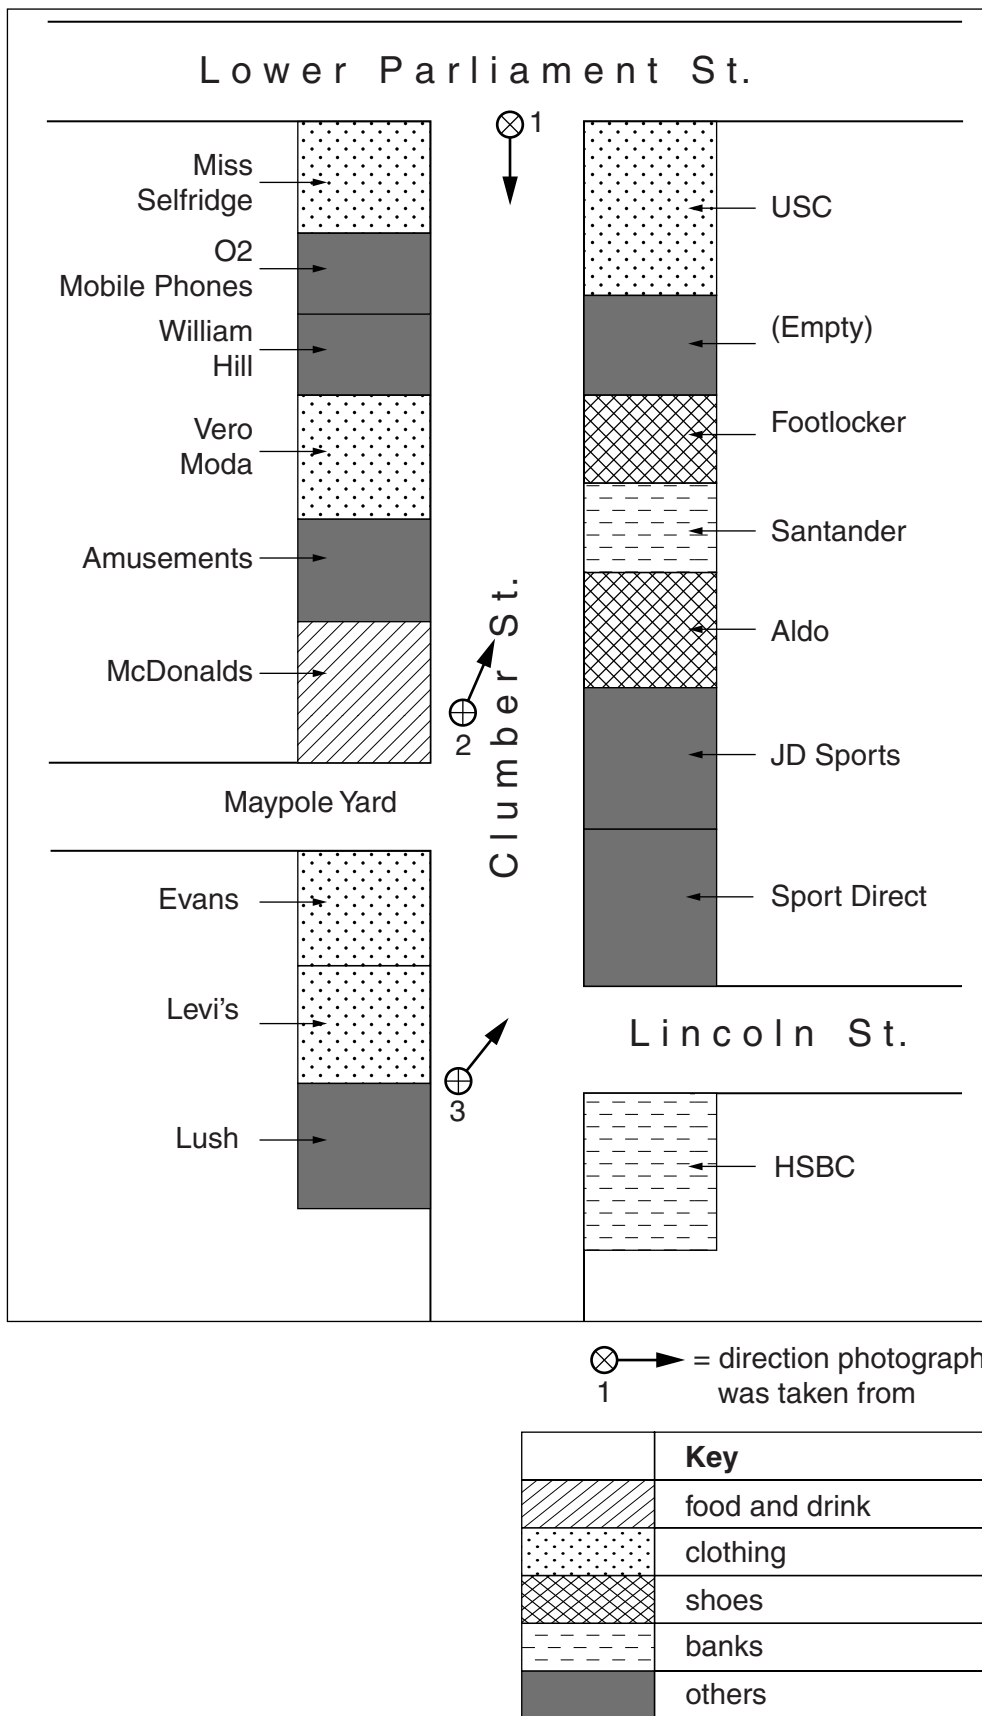 Lower Parliament St.
1
Miss
Selfridge
USC
O2
Mobile Phones
William
Hill
(Empty)
Vero
Moda
Footlocker
Amusements
Santander
McDonalds
Aldo
2
Clumber St.
JD Sports
Maypole Yard
Evans
Sport Direct
Levi's
Lincoln St.
3
Lush
HSBC
1
= direction photograph
was taken from
Key
food and drink
clothing
shoes
banks
others